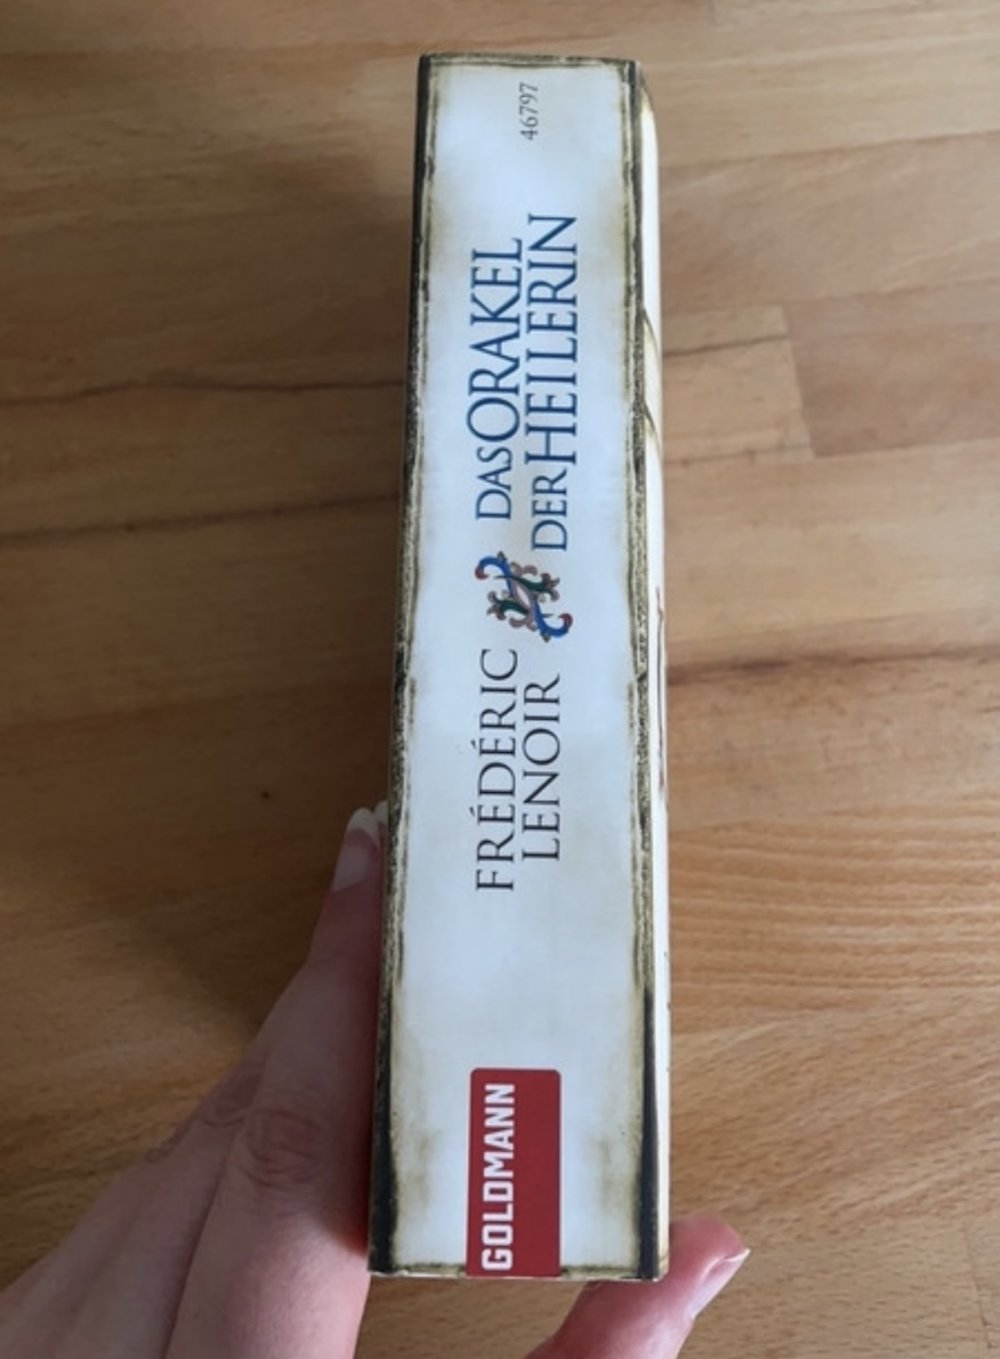 FRÉDÉRIC
LENOIR
DAS ORAKEL
DER HEILERIN
46797
GOLDMANN